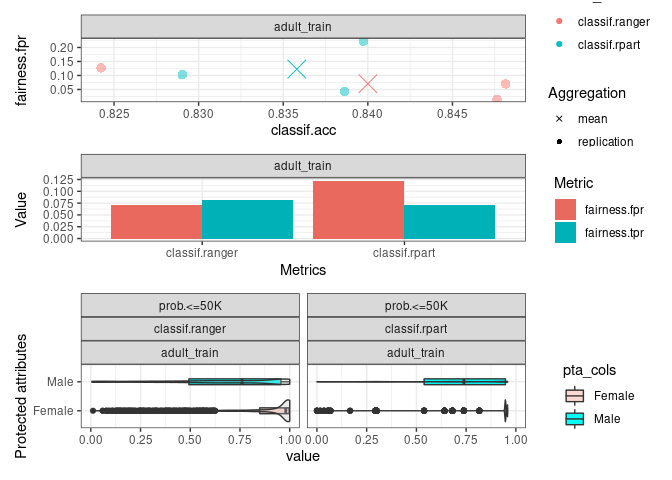 adult_train
fairness.fpr
0.20
0.15
0.10
0.05
0.825
0.830
0.835
0.840
0.845
classif.acc
classif.ranger
classif.rpart
Aggregation
mean
replication
adult_train
Value
0.125
0.100
0.075
0.050
0.025
0.000
classif.ranger
classif.rpart
Metrics
Metric
fairness.fpr
fairness.tpr
prob.<=50K
prob.<=50K
classif.ranger
classif.rpart
adult_train
adult_train
Protected attributes
Male
Female
0.00
0.25
0.50
0.75
1.00
0.00
0.25
0.50
0.75
1.00
value
pta_cols
Female
Male